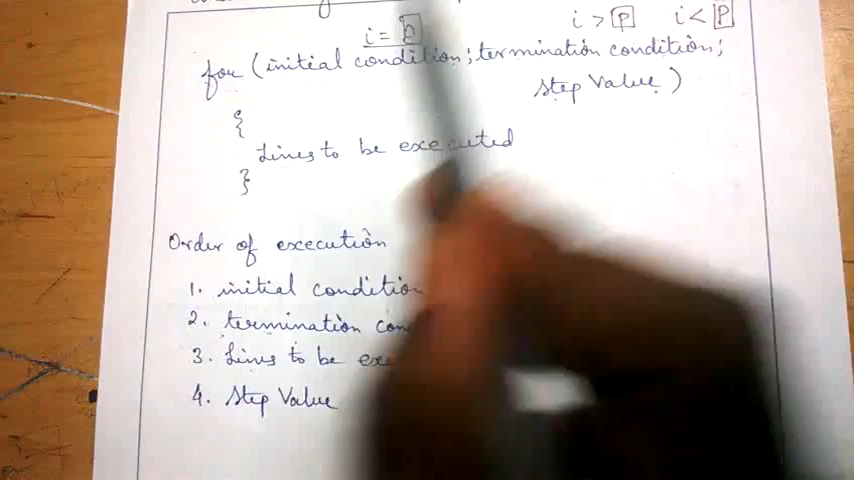 i = P i > P i < P
for (initial condition; termination condition;
step value)
{
Lines to be executed
}
Order of execution
1. initial condition
2. termination
3. Lines to be
4. Step Value